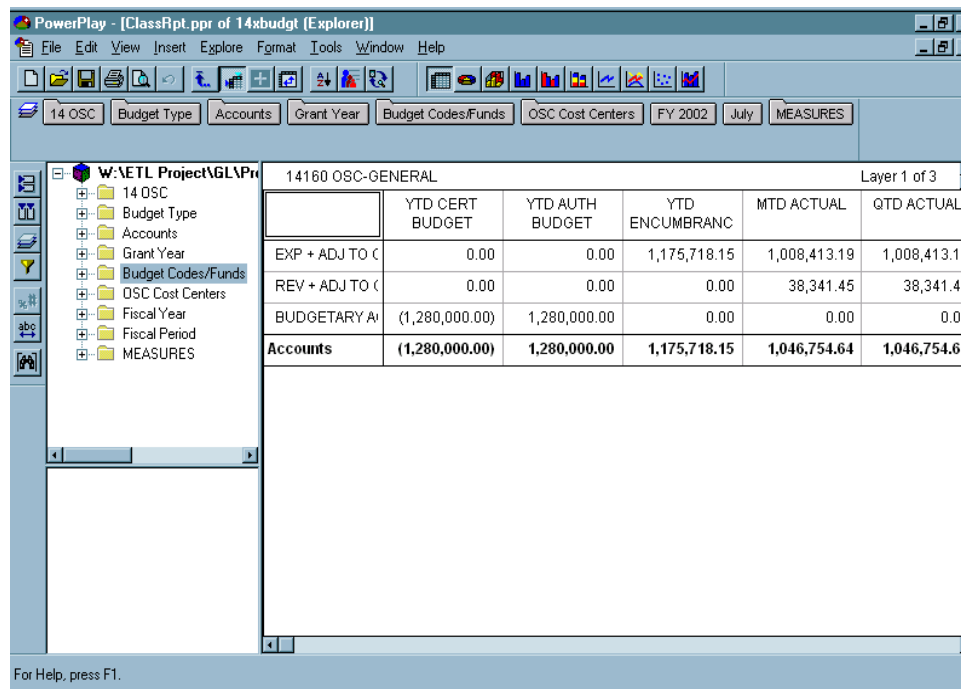 PowerPlay - [ClassRpt.ppr of 14xbudgt (Explorer)]
File Edit View Insert Explore Format Tools Window Help
14 OSC Budget Type Accounts Grant Year Budget Codes/Funds OSC Cost Centers FY 2002 July MEASURES
W:\ETL Project\GL\Pr
14 OSC
Budget Type
Accounts
Grant Year
Budget Codes/Funds
OSC Cost Centers
Fiscal Year
Fiscal Period
MEASURES
abc
14160 OSC-GENERAL Layer 1 of 3
YTD CERT BUDGET YTD AUTH BUDGET YTD ENCUMBRANC MTD ACTUAL QTD ACTUAL
EXP + ADJ TO ( 0.00 0.00 1,175,718.15 1,008,413.19 1,008,413.1
REV + ADJ TO ( 0.00 0.00 0.00 38,341.45 38,341.4
BUDGETARY A (1,280,000.00) 1,280,000.00 0.00 0.00 0.0
Accounts (1,280,000.00) 1,280,000.00 1,175,718.15 1,046,754.64 1,046,754.6
For Help, press F1.